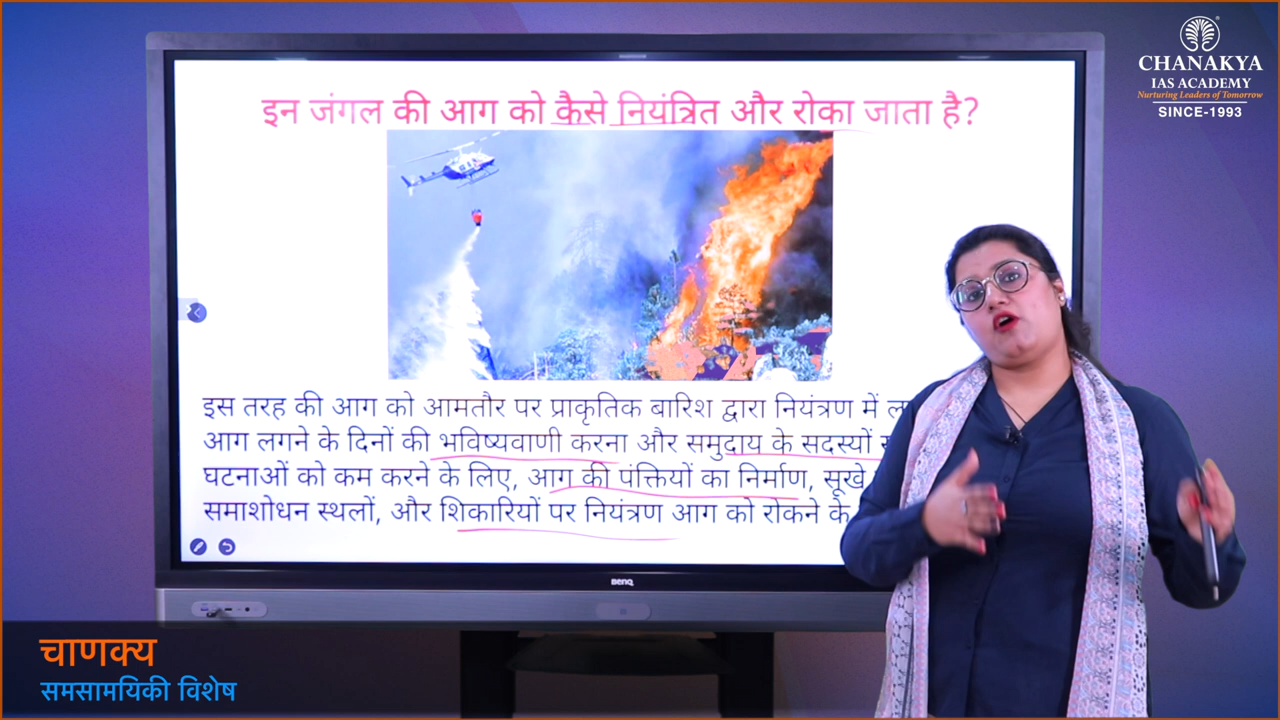 इन जंगल की आग को कैसे नियंत्रित और रोका जाता है?
इस तरह की आग को आमतौर पर प्राकृतिक बारिश द्वारा नियंत्रण में
आग लगने के दिनों की भविष्यवाणी करना और समुदाय के सदस्यों
घटनाओं को कम करने के लिए, आग की पंक्तियों का निर्माण, सूखे
समाशोधन स्थलों, और शिकारियों पर नियंत्रण आग को रोकने के
BenQ
CHANAKYA
IAS ACADEMY
Nurturing Leaders of Tomorrow
SINCE-1993
चाणक्य
समसामयिकी विशेष